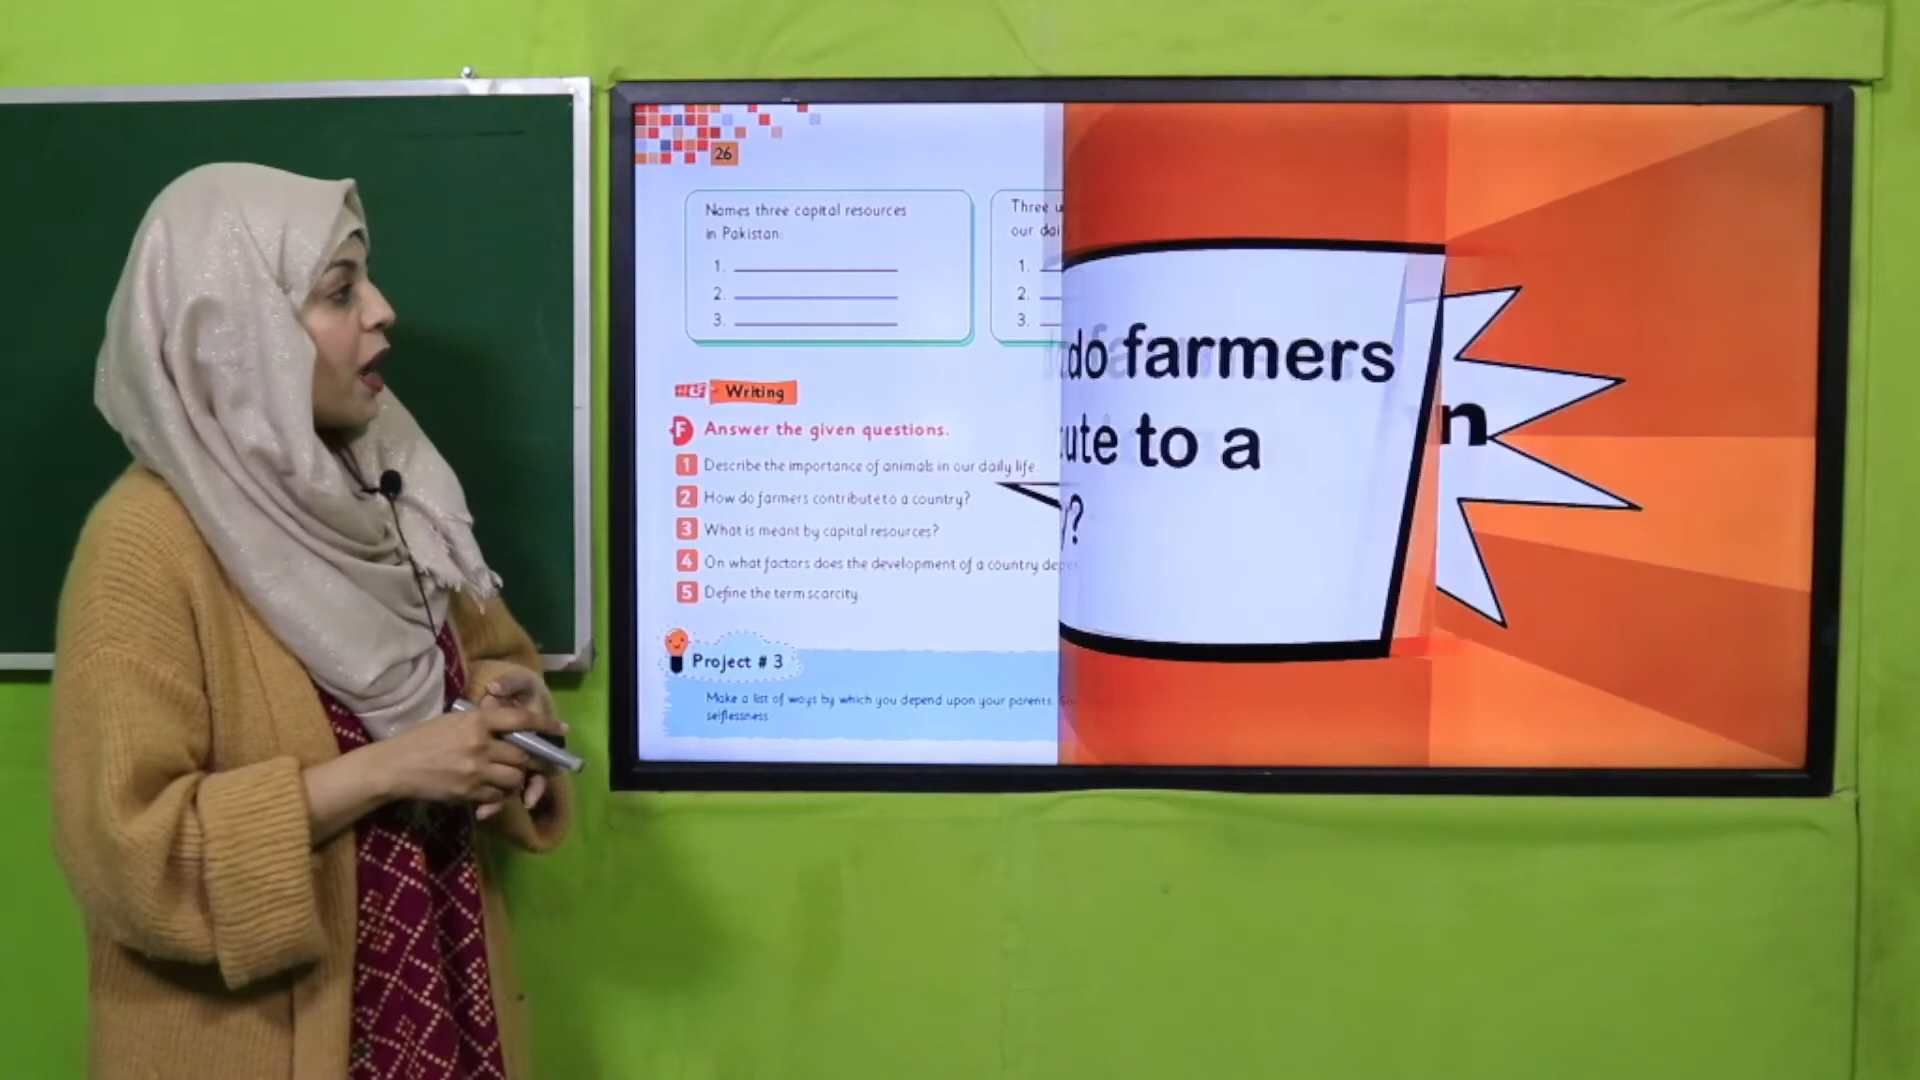 26
Names three capital resources
in Pakistan:
1.
2.
3.
Three
our
1.
2.
3.
Writing
F Answer the given questions.
1 Describe the importance of animals in our daily life.
2 How do farmers contribute to a country?
3 What is meant by capital resources?
4 On what factors does the development of a country
5 Define the term scarcity.
Project # 3
Make a list of ways by which you depend upon your parents.
selflessness.
do farmers
to a
?
n